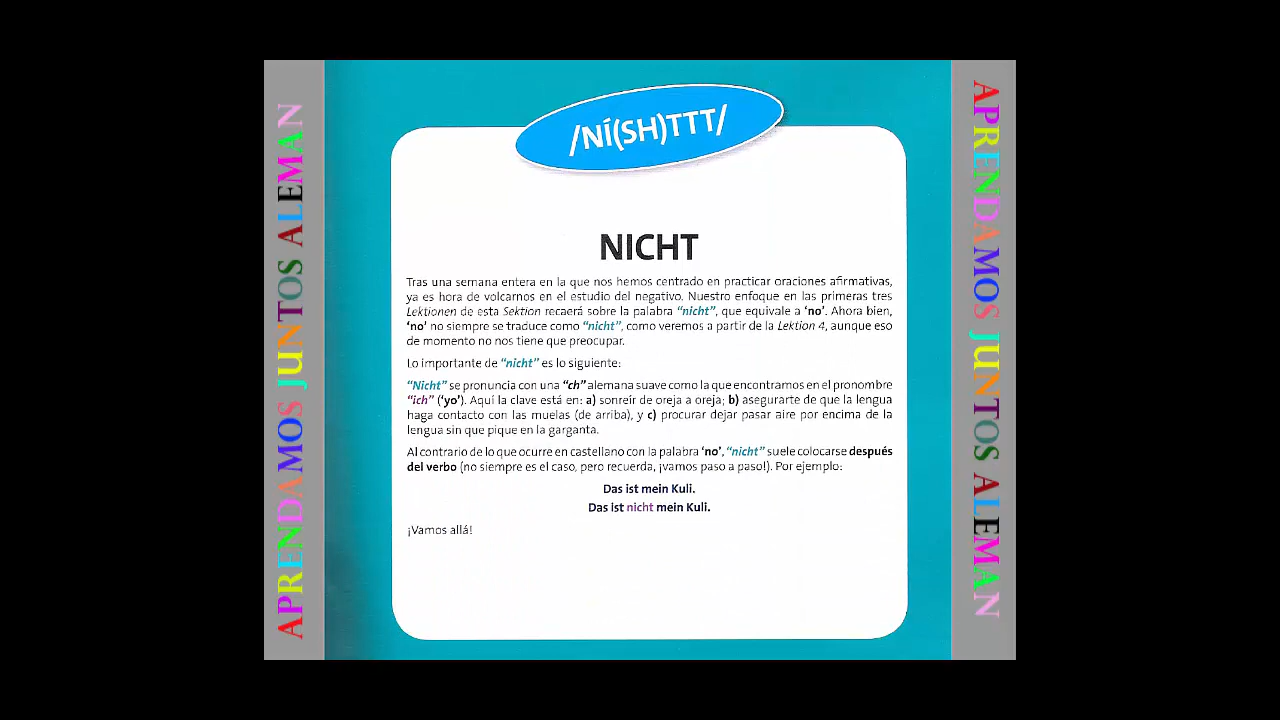 /NÍ(SH)TTT/
NICHT
Tras una semana entera en la que nos hemos centrado en practicar oraciones afirmativas,
ya es hora de volcarnos en el estudio del negativo. Nuestro enfoque en las primeras tres
Lektionen de esta Sektion recaerá sobre la palabra “nicht”, que equivale a ‘no’. Ahora bien,
‘no’ no siempre se traduce como “nicht”, como veremos a partir de la Lektion 4, aunque eso
de momento no nos tiene que preocupar.
Lo importante de “nicht” es lo siguiente:
“Nicht” se pronuncia con una “ch” alemana suave como la que encontramos en el pronombre
“ich” (‘yo’). Aquí la clave está en: a) sonreír de oreja a oreja; b) asegurarte de que la lengua
haga contacto con las muelas (de arriba), y c) procurar dejar pasar aire por encima de la
lengua sin que pique en la garganta.
Al contrario de lo que ocurre en castellano con la palabra ‘no’, “nicht” suele colocarse después
del verbo (no siempre es el caso, pero recuerda, ¡vamos paso a paso!). Por ejemplo:
Das ist mein Kuli.
Das ist nicht mein Kuli.
¡Vamos allá!
APRENDAMOS JUNTOS ALEMÁN
APRENDAMOS JUNTOS ALEMÁN